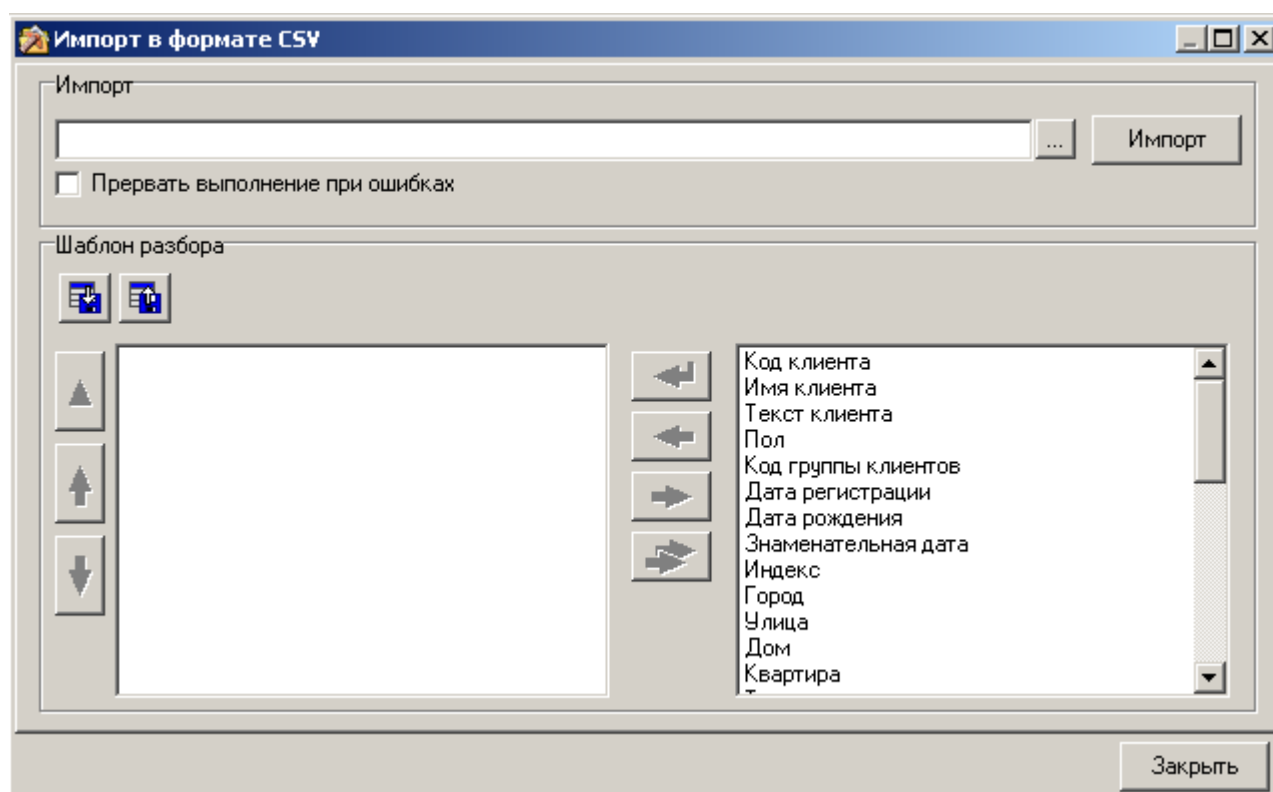 Импорт в формате CSV
Импорт
...
Импорт
Прервать выполнение при ошибках
Шаблон разбора
Код клиента
Имя клиента
Текст клиента
Пол
Код группы клиентов
Дата регистрации
Дата рождения
Знаменательная дата
Индекс
Город
Улица
Дом
Квартира
Закрыть